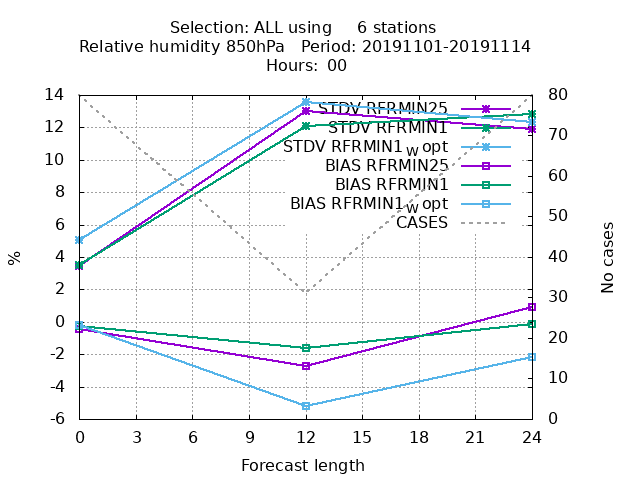 Selection: ALL using     6 stations
Relative humidity 850hPa   Period: 20191101-20191114
Hours:  00
14
12
10
8
6
4
2
0
-2
-4
-6
%
STDV RFRMIN25
STDV RFRMIN1
STDV RFRMIN1_W opt
BIAS RFRMIN25
BIAS RFRMIN1
BIAS RFRMIN1_W opt
CASES
80
70
60
50
40
30
20
10
0
No cases
0 3 6 9 12 15 18 21 24
Forecast length